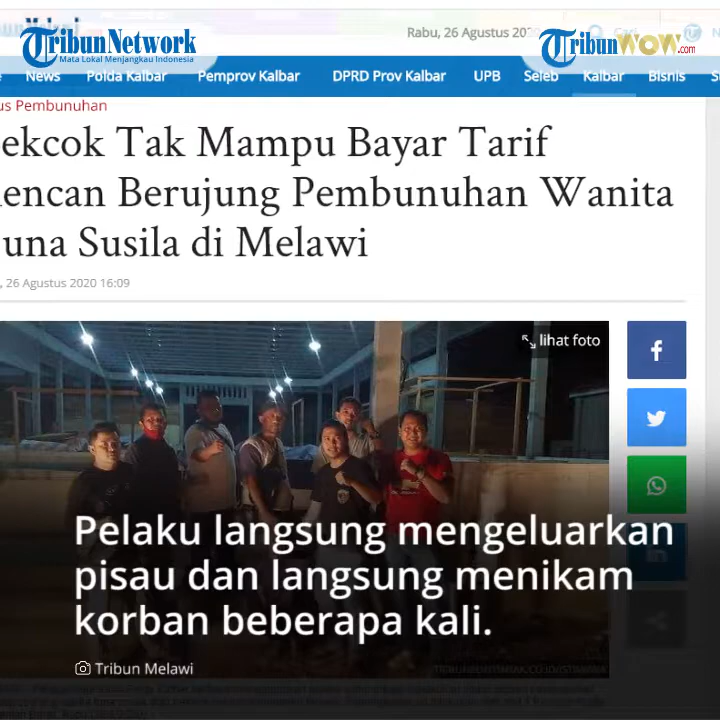 TribunNetwork
Mata Lokal Menjangkau Indonesia
Rabu, 26 Agustus
TribunWOW.com
News Polda Kalbar Pemprov Kalbar DPRD Prov Kalbar UPB Seleb Kalbar Bisnis
us Pembunuhan
ekcok Tak Mampu Bayar Tarif
encan Berujung Pembunuhan Wanita
una Susila di Melawi
, 26 Agustus 2020 16:09
lihat foto
Pelaku langsung mengeluarkan
pisau dan langsung menikam
korban beberapa kali.
Tribun Melawi